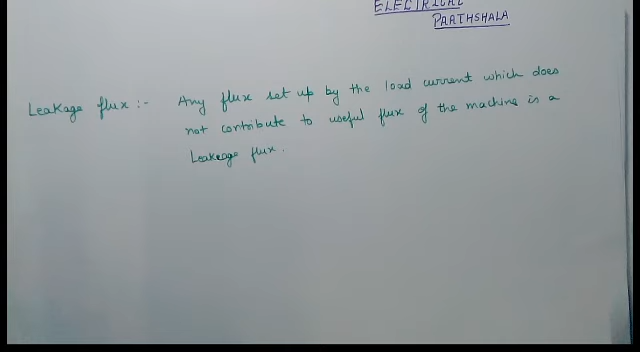 ELECTRICAL
PARTHSHALA
Leakage flux :- Any flux set up by the load current which does
not contribute to useful flux of the machine is a
Leakage flux.